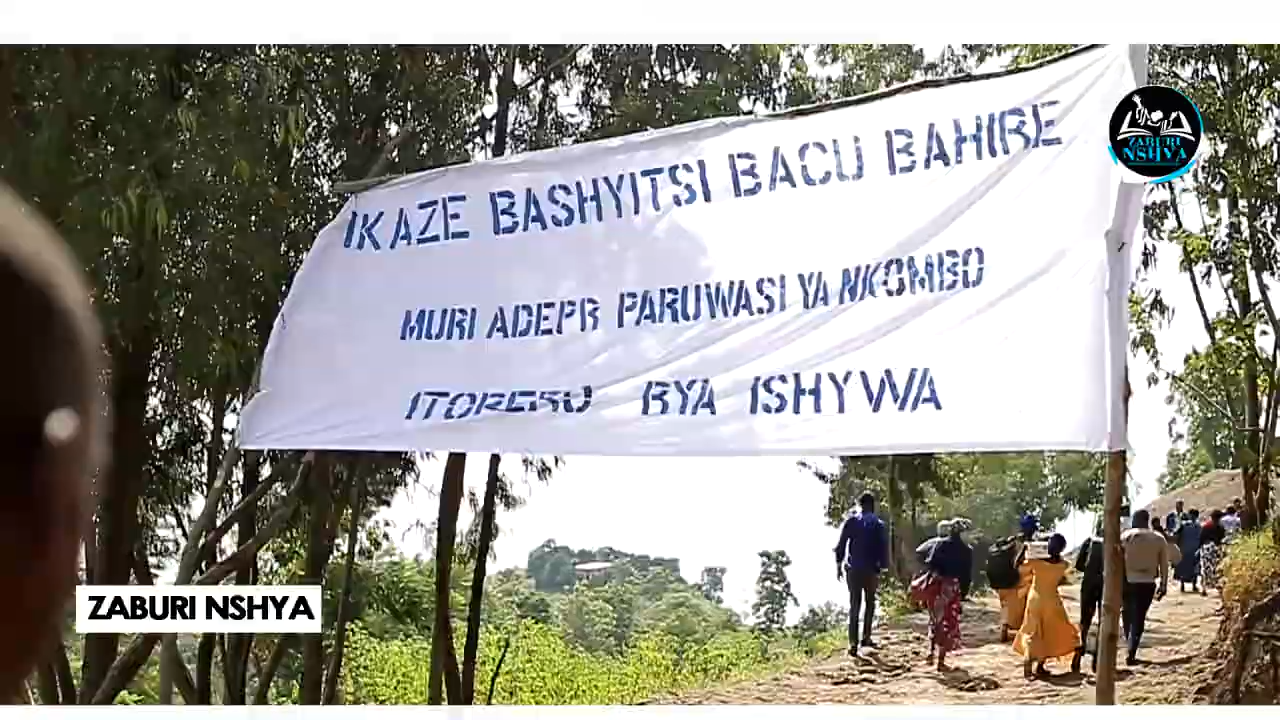 IKAZE BASHYITSI BACU BAHIRE
MURI ADEPR PARUWASI YA NKOMBO
ITORERO RYA ISHYWA
ZABURI NSHYA
ZABURI
NSHYA